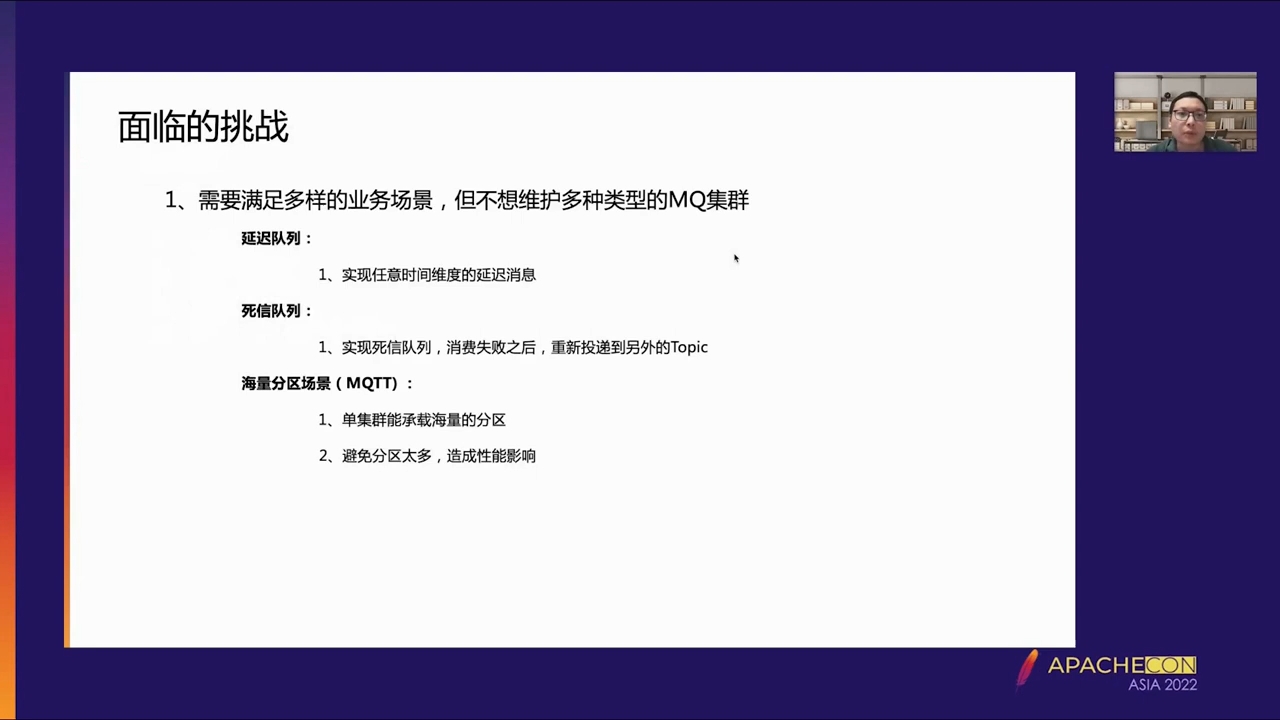 面临的挑战
1、需要满足多样的业务场景，但不想维护多种类型的MQ集群
延迟队列：
1、实现任意时间维度的延迟消息
死信队列：
1、实现死信队列，消费失败之后，重新投递到另外的Topic
海量分区场景（MQTT）：
1、单集群能承载海量的分区
2、避免分区太多，造成性能影响
APACHECON
ASIA 2022